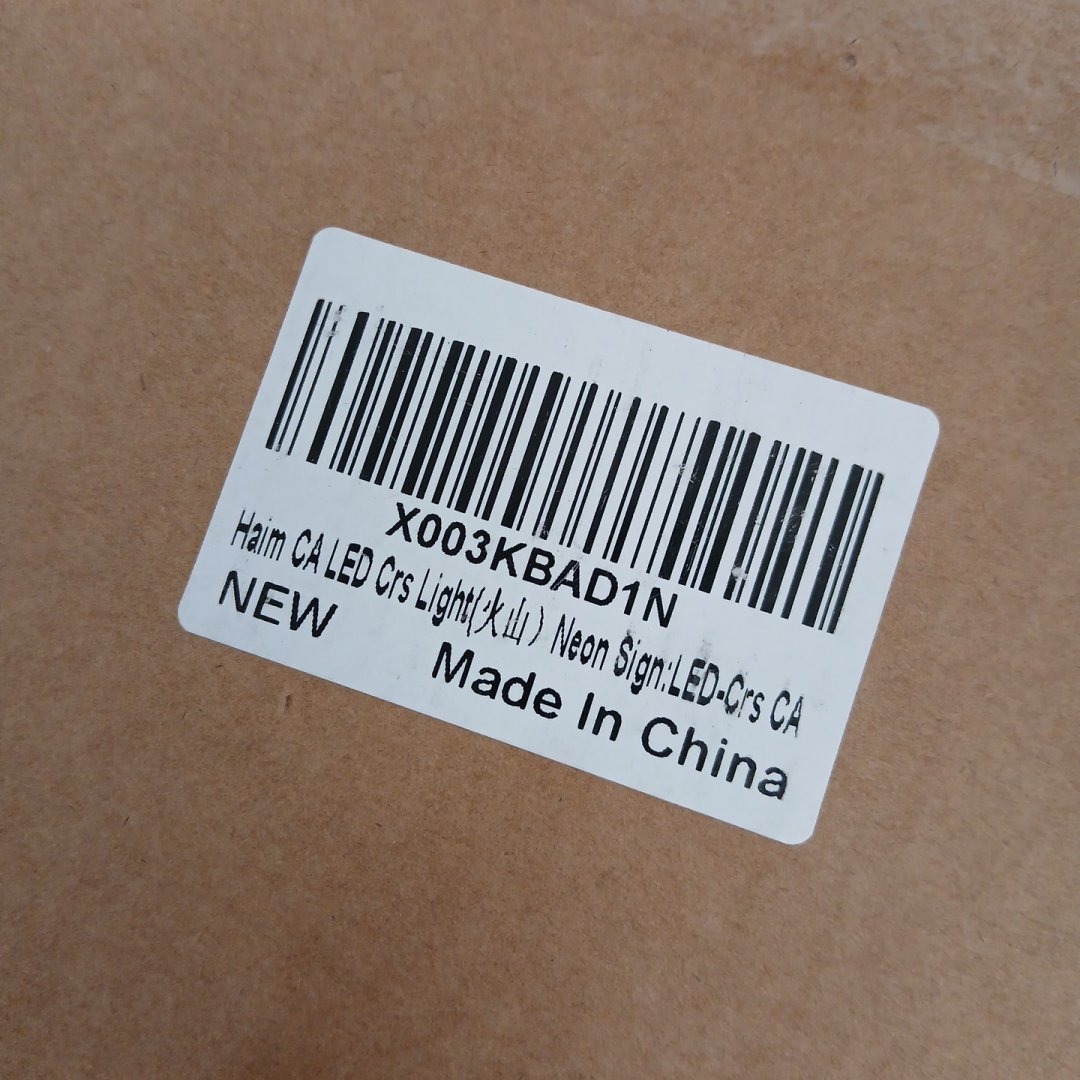 X003KBAD1N
Haim CA LED Crs Light(火山） Neon Sign:LED-Crs CA
NEW
Made In China